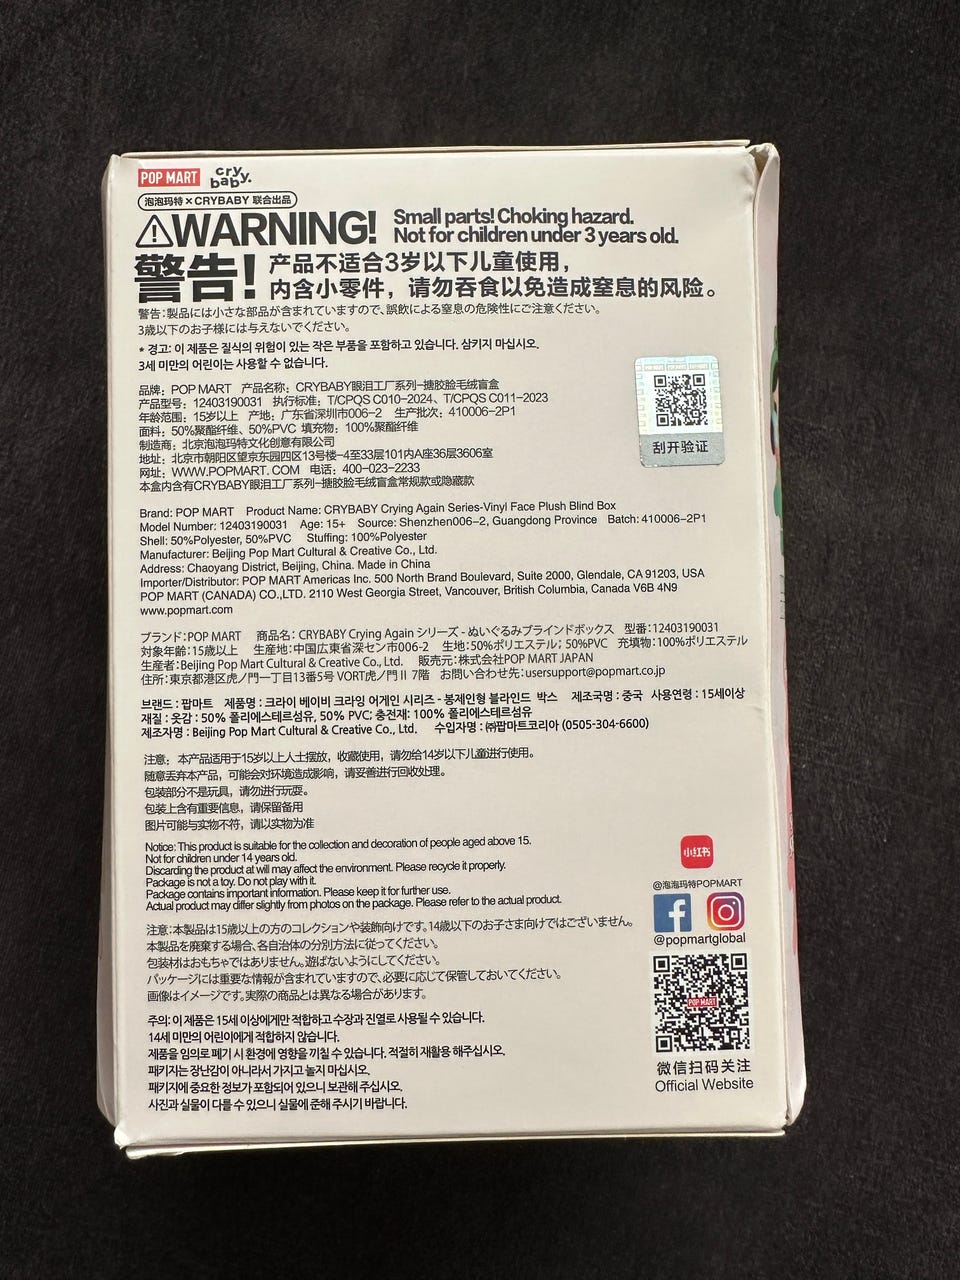 POP MART cry baby.
泡泡玛特×CRYBABY 联合出品
WARNING! Small parts! Choking hazard.
Not for children under 3 years old.
警告! 产品不适合3岁以下儿童使用，
内含小零件，请勿吞食以免造成窒息的风险。
警告:製品には小さな部品が含まれていますので、誤飲による窒息の危険性にご注意ください。
3歳以下のお子様には与えないでください。
* 경고: 이 제품은 질식의 위험이 있는 작은 부품을 포함하고 있습니다. 삼키지 마십시오.
3세 미만의 어린이는 사용할 수 없습니다.
品牌：POP MART 产品名称：CRYBABY眼泪工厂系列-搪胶脸毛绒盲盒
产品型号：12403190031 执行标准：T/CPQS C010-2024、T/CPQS C011-2023
年龄范围：15岁以上 产地：广东省深圳市006-2 生产批次：410006-2P1
面料：50%聚酯纤维、50%PVC 填充物：100%聚酯纤维
制造商：北京泡泡玛特文化创意有限公司
地址：北京市朝阳区望京东园四区13号楼-4至33层101内A座36层3606室
网址：WWW.POPMART.COM 电话：400-023-2233
本盒内含有CRYBABY眼泪工厂系列-搪胶脸毛绒盲盒常规款或隐藏款
刮开验证
Brand: POP MART Product Name: CRYBABY Crying Again Series-Vinyl Face Plush Blind Box
Model Number: 12403190031 Age: 15+ Source: Shenzhen006-2, Guangdong Province Batch: 410006-2P1
Shell: 50%Polyester, 50%PVC Stuffing: 100%Polyester
Manufacturer: Beijing Pop Mart Cultural & Creative Co., Ltd.
Address: Chaoyang District, Beijing, China. Made in China
Importer/Distributor: POP MART Americas Inc. 500 North Brand Boulevard, Suite 2000, Glendale, CA 91203, USA
POP MART (CANADA) CO.,LTD. 2110 West Georgia Street, Vancouver, British Columbia, Canada V6B 4N9
www.popmart.com
ブランド:POP MART 商品名：CRYBABY Crying Again シリーズ - ぬいぐるみブラインドボックス 型番：12403190031
対象年齢:15歳以上 生産地:中国広東省深セン市006-2 生地:50%ポリエステル；50%PVC 充填物:100%ポリエステル
生産者:Beijing Pop Mart Cultural & Creative Co., Ltd. 販売元：株式会社POP MART JAPAN
住所：東京都港区虎ノ門一丁目13番5号 VORT虎ノ門Ⅱ 7階 お問い合わせ先：usersupport@popmart.co.jp
브랜드 : 팝마트 제품명 : 크라이 베이비 크라잉 어게인 시리즈 - 봉제인형 블라인드 박스 제조국명 : 중국 사용연령 : 15세이상
재질 : 옷감 : 50% 폴리에스테르섬유, 50% PVC; 충전재: 100% 폴리에스테르섬유
제조자명 : Beijing Pop Mart Cultural & Creative Co., Ltd. 수입자명 : ㈜팝마트코리아 (0505-304-6600)
注意：本产品适用于15岁以上人士摆放，收藏使用，请勿给14岁以下儿童进行使用。
随意丢弃本产品，可能会对环境造成影响，请妥善进行回收处理。
包装部分不是玩具，请勿进行玩耍。
包装上含有重要信息，请保留备用
图片可能与实物不符，请以实物为准
Notice: This product is suitable for the collection and decoration of people aged above 15.
Not for children under 14 years old.
Discarding the product at will may affect the environment. Please recycle it properly.
Package is not a toy. Do not play with it.
Package contains important information. Please keep it for further use.
Actual product may differ slightly from photos on the package. Please refer to the actual product.
注意:本製品は15歳以上の方のコレクションや装飾向けです。14歳以下のお子さま向けではございません。
本製品を廃棄する場合、各自治体の分別方法に従ってください。
包装材はおもちゃではありません。遊ばないようにしてください。
パッケージには重要な情報が含まれていますので、必要に応じて保管しておいてください。
画像はイメージです。実際の商品とは異なる場合があります。
주의: 이 제품은 15세 이상에게만 적합하고 수장과 진열로 사용될 수 있습니다.
14세 미만의 어린이에게 적합하지 않습니다.
제품을 임의로 폐기 시 환경에 영향을 끼칠 수 있습니다. 적절히 재활용 해주십시오.
패키지는 장난감이 아니라서 가지고 놀지 마십시오.
패키지에 중요한 정보가 포함되어 있으니 보관해 주십시오.
사진과 실물이 다를 수 있으니 실물에 준해 주시기 바랍니다.
小红书
@泡泡玛特POPMART
@popmartglobal
POP MART
微信扫码关注
Official Website